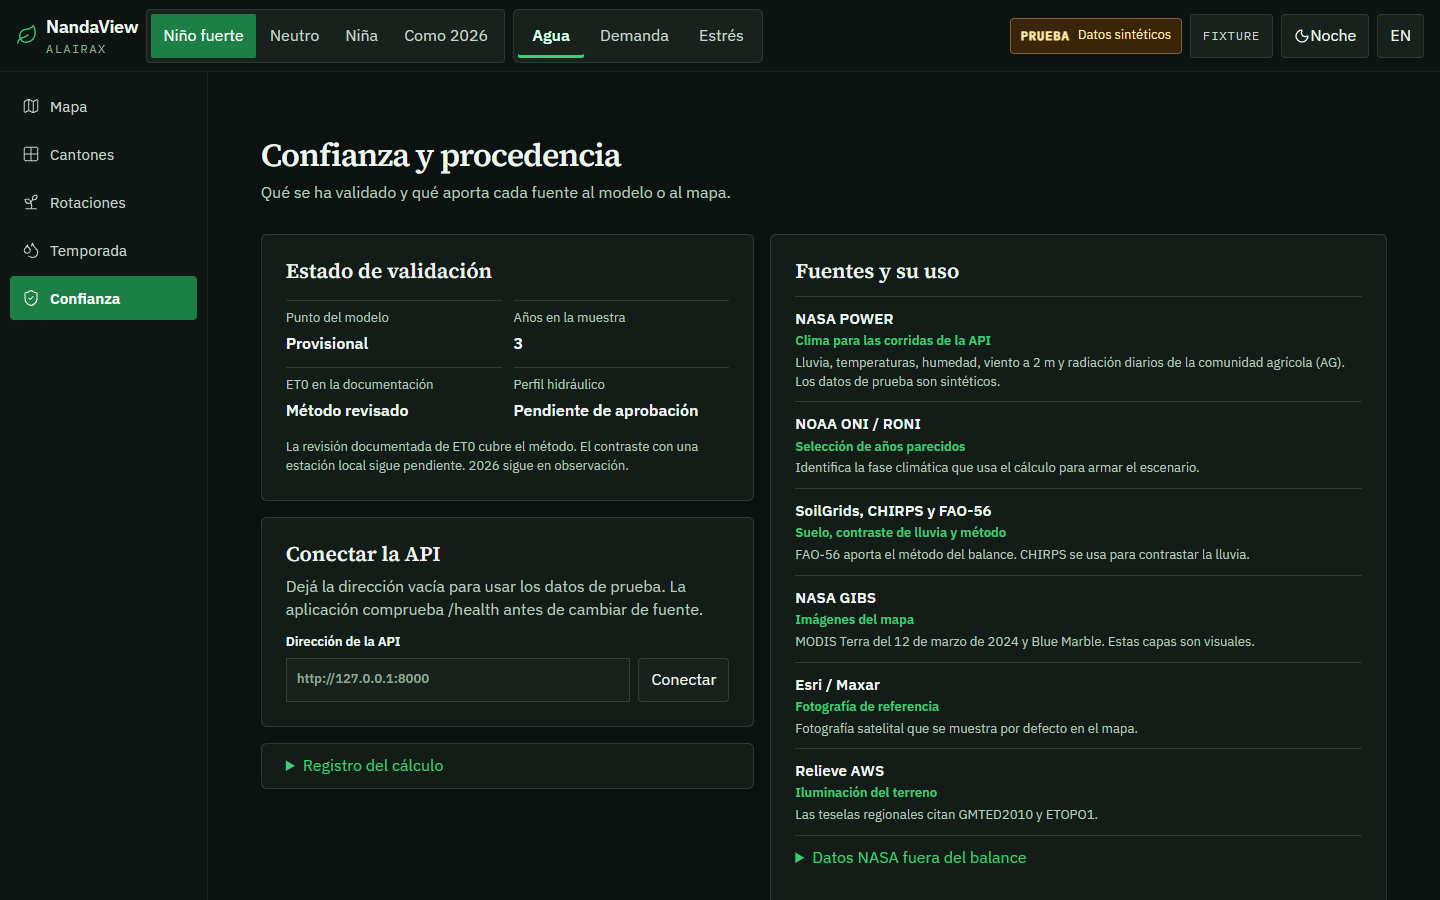 NandaView
ALAIRAX
Niño fuerte
Neutro
Niña
Como 2026
Agua
Demanda
Estrés
PRUEBA Datos sintéticos
FIXTURE
Noche
EN
Mapa
Cantones
Rotaciones
Temporada
Confianza
Confianza y procedencia
Qué se ha validado y qué aporta cada fuente al modelo o al mapa.
Estado de validación
Punto del modelo
Provisional
Años en la muestra
3
ET0 en la documentación
Método revisado
Perfil hidráulico
Pendiente de aprobación
La revisión documentada de ET0 cubre el método. El contraste con una
estación local sigue pendiente. 2026 sigue en observación.
Conectar la API
Dejá la dirección vacía para usar los datos de prueba. La
aplicación comprueba /health antes de cambiar de fuente.
Dirección de la API
http://127.0.0.1:8000
Conectar
Registro del cálculo
Fuentes y su uso
NASA POWER
Clima para las corridas de la API
Lluvia, temperaturas, humedad, viento a 2 m y radiación diarios de la comunidad agrícola (AG).
Los datos de prueba son sintéticos.
NOAA ONI / RONI
Selección de años parecidos
Identifica la fase climática que usa el cálculo para armar el escenario.
SoilGrids, CHIRPS y FAO-56
Suelo, contraste de lluvia y método
FAO-56 aporta el método del balance. CHIRPS se usa para contrastar la lluvia.
NASA GIBS
Imágenes del mapa
MODIS Terra del 12 de marzo de 2024 y Blue Marble. Estas capas son visuales.
Esri / Maxar
Fotografía de referencia
Fotografía satelital que se muestra por defecto en el mapa.
Relieve AWS
Iluminación del terreno
Las teselas regionales citan GMTED2010 y ETOPO1.
Datos NASA fuera del balance